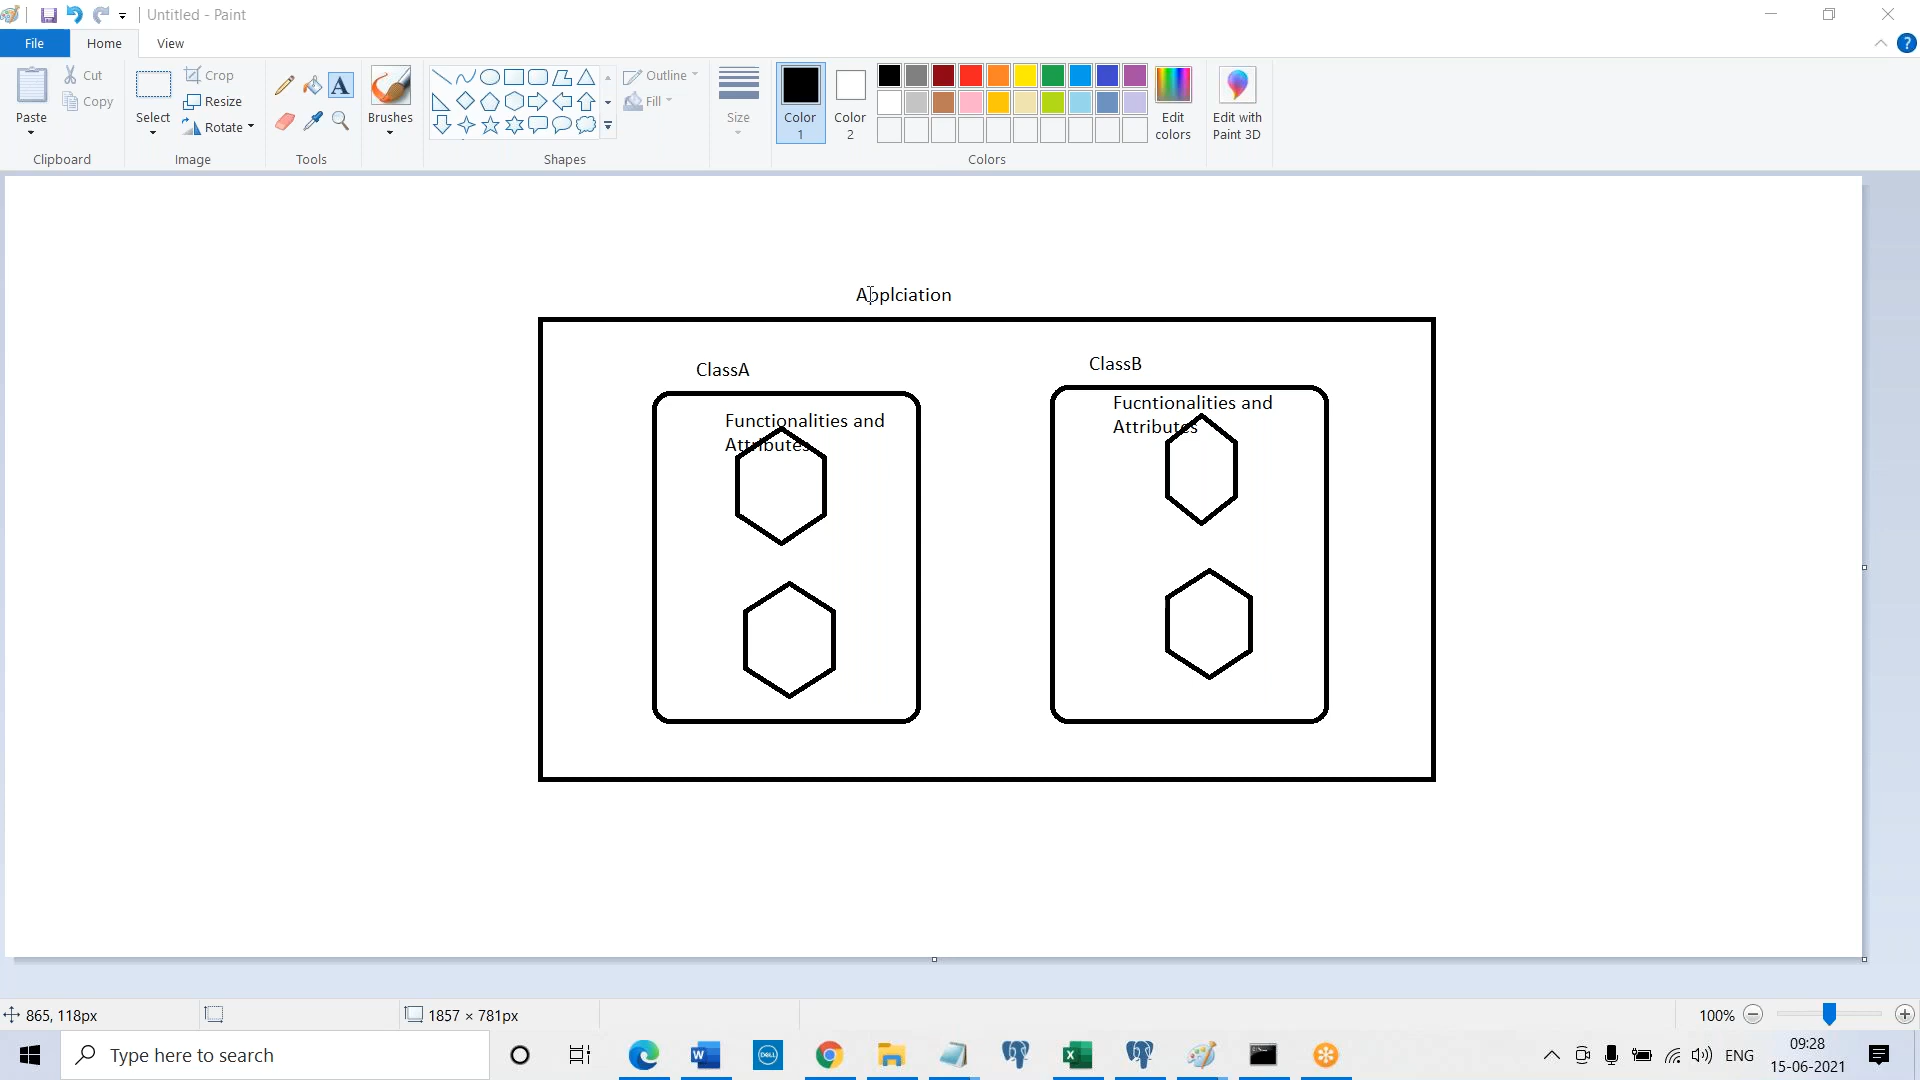 Untitled - Paint
File Home View
Paste Cut Copy Clipboard
Select Crop Resize Rotate Image
A Tools
Brushes
Outline Fill Shapes
Size
Color 1 Color 2 Edit colors Colors
Edit with Paint 3D
Applciation
ClassA
ClassB
Functionalities and
Attributes
Fucntionalities and
Attributes
865, 118px 1857 × 781px 100%
Type here to search
DELL
ENG
09:28
15-06-2021